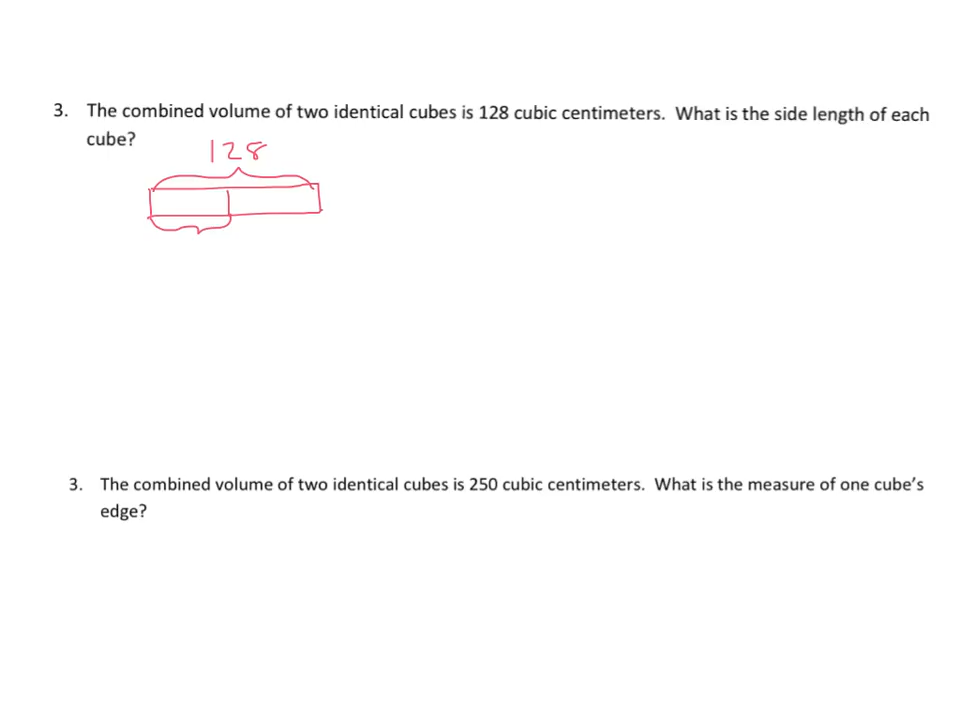 3. The combined volume of two identical cubes is 128 cubic centimeters. What is the side length of each
cube?
128
3. The combined volume of two identical cubes is 250 cubic centimeters. What is the measure of one cube's
edge?